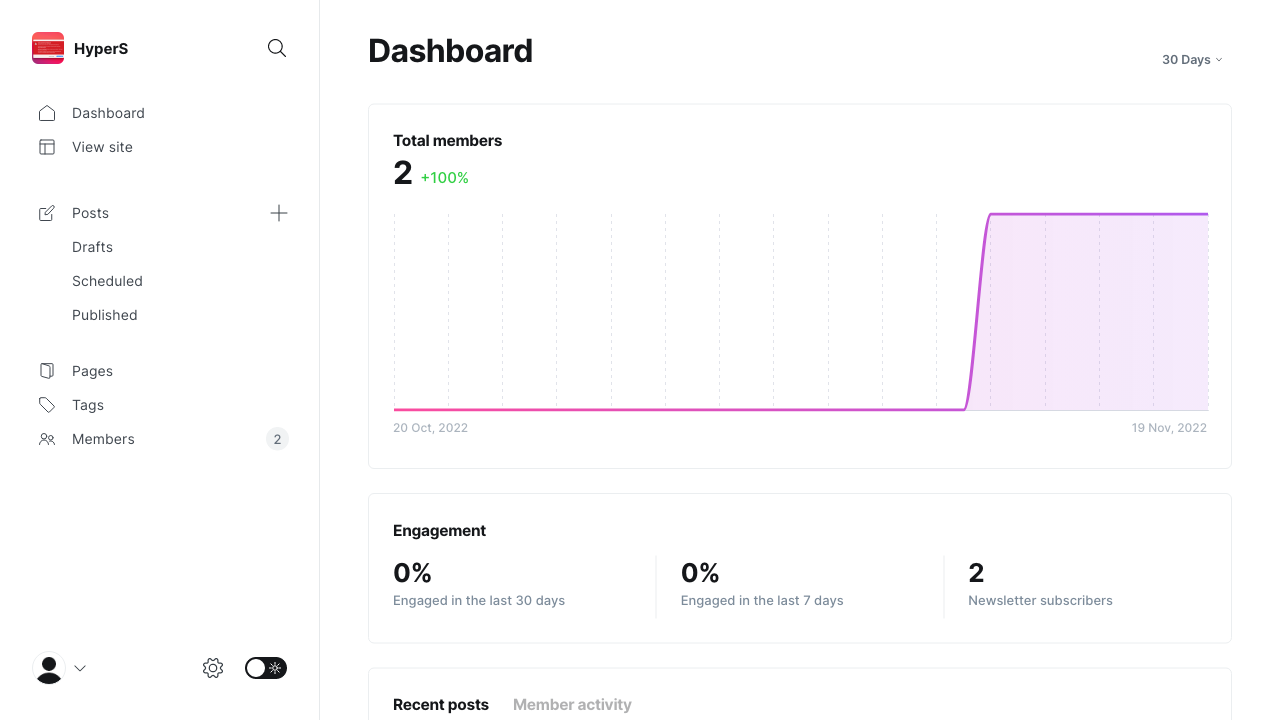 HyperS
Dashboard
View site
Posts
Drafts
Scheduled
Published
Pages
Tags
Members 2
Dashboard
30 Days
Total members
2 +100%
20 Oct, 2022 19 Nov, 2022
Engagement
0% 0% 2
Engaged in the last 30 days Engaged in the last 7 days Newsletter subscribers
Recent posts Member activity